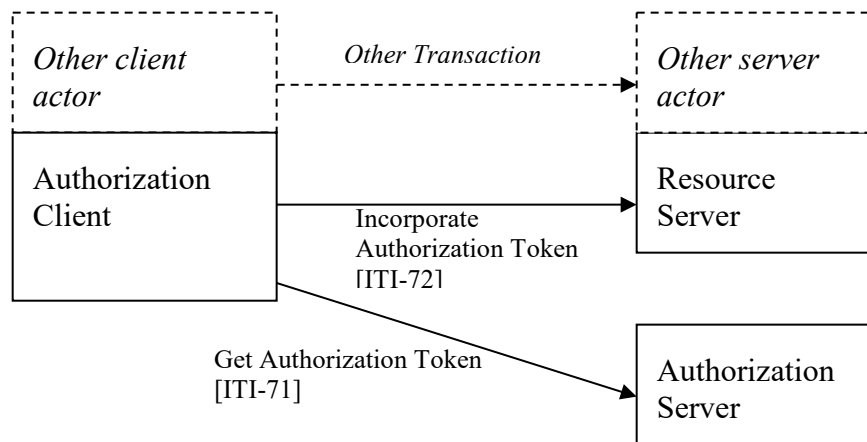 Other client
actor
Other Transaction
Other server
actor
Authorization
Client
Incorporate
Authorization Token
[ITI-72]
Resource
Server
Get Authorization Token
[ITI-71]
Authorization
Server